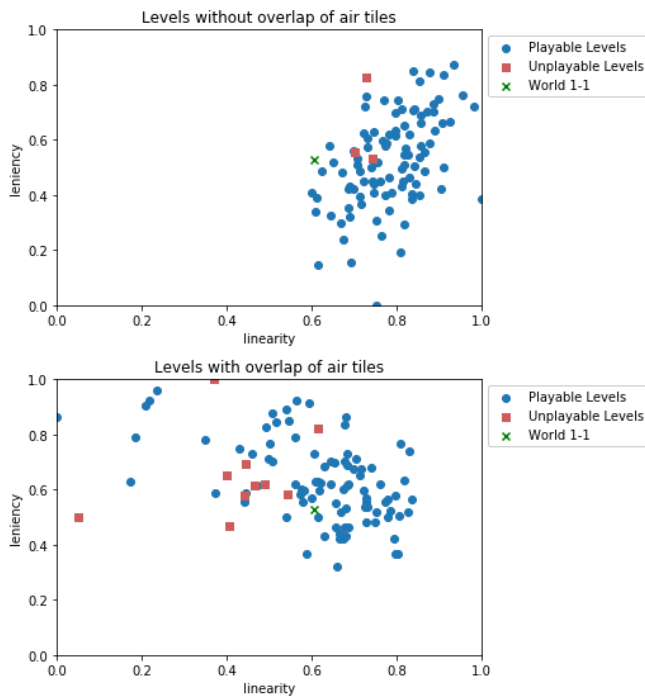 Levels without overlap of air tiles
1.0
0.8
0.6
0.4
0.2
0.0
leniency
0.0 0.2 0.4 0.6 0.8 1.0
linearity
Playable Levels
Unplayable Levels
World 1-1
Levels with overlap of air tiles
1.0
0.8
0.6
0.4
0.2
0.0
leniency
0.0 0.2 0.4 0.6 0.8 1.0
linearity
Playable Levels
Unplayable Levels
World 1-1